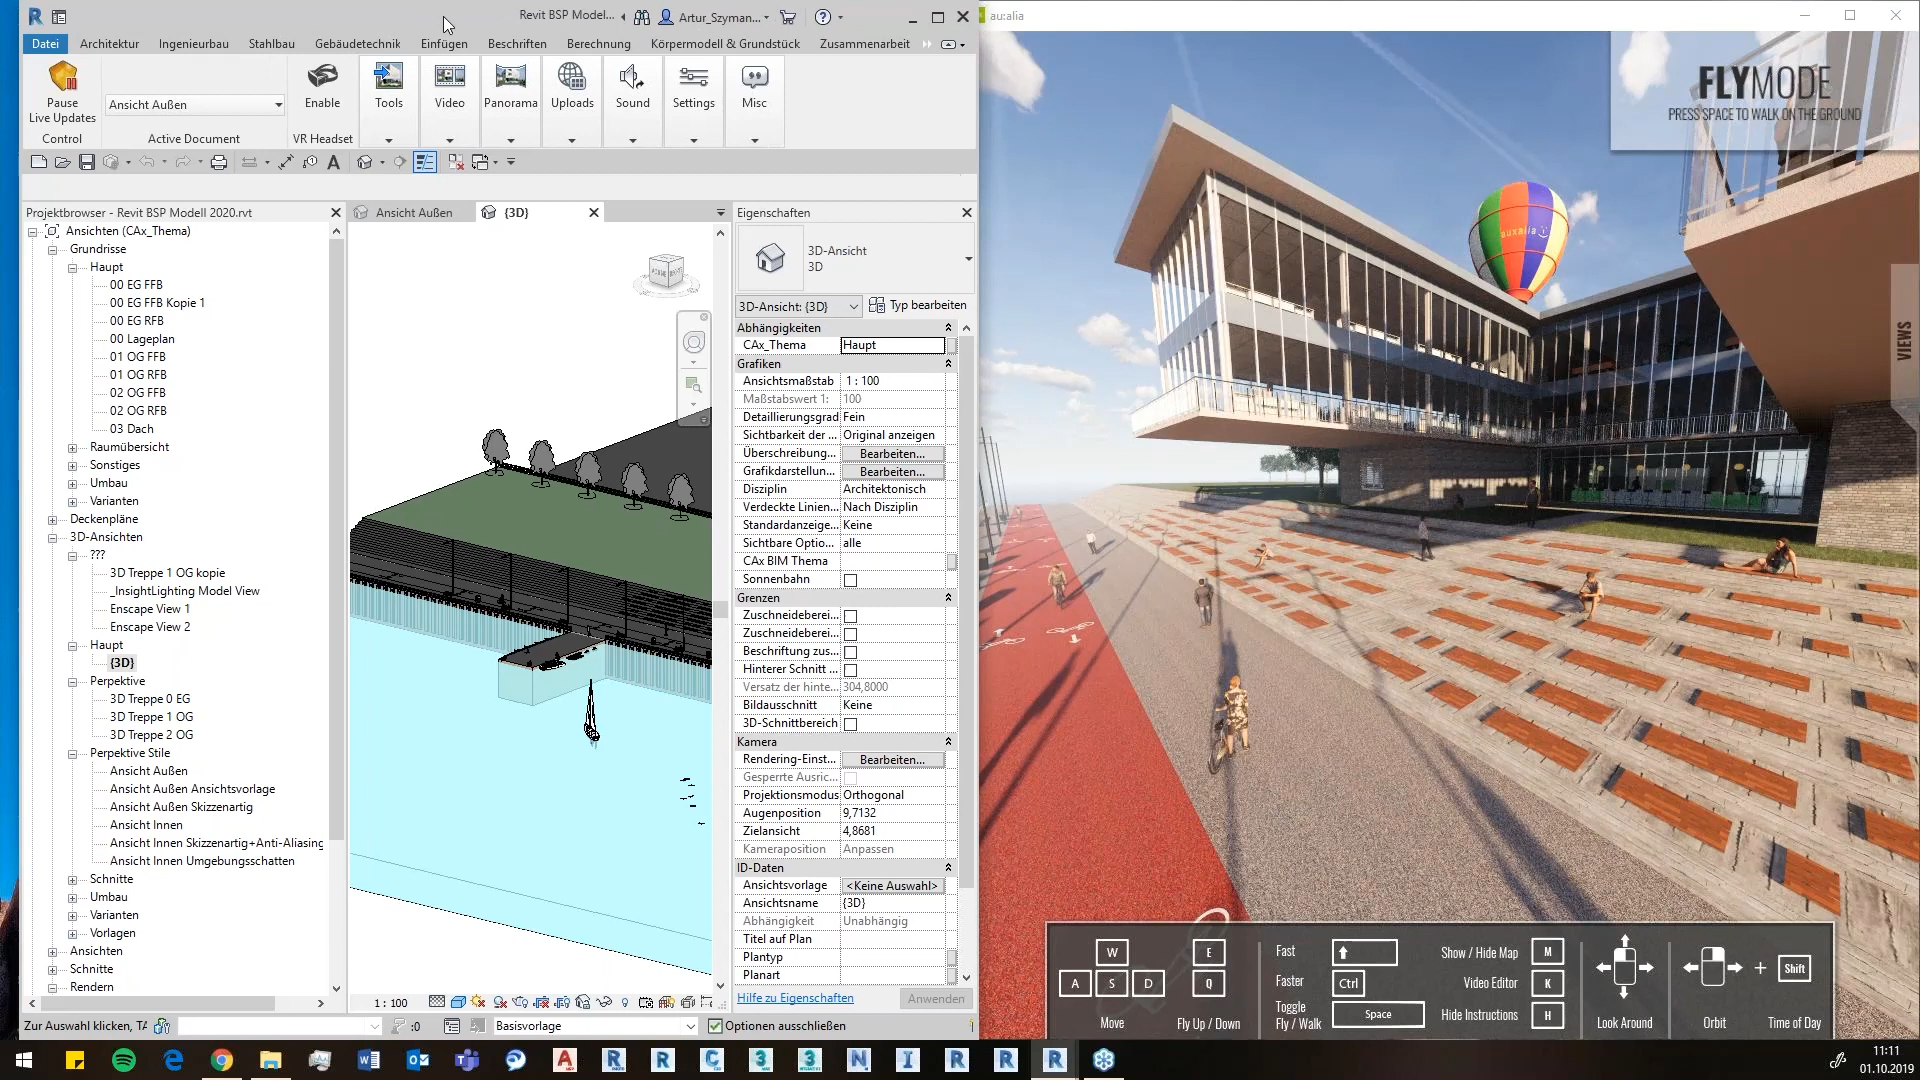 Revit BSP Model...
Artur_Szyman...
Datei
Architektur
Ingenieurbau
Stahlbau
Gebäudetechnik
Einfügen
Beschriften
Berechnung
Körpermodell & Grundstück
Zusammenarbeit
Pause
Live Updates
Ansicht Außen
Enable
Tools
Video
Panorama
Uploads
Sound
Settings
Misc
Control
Active Document
VR Headset
Projektbrowser - Revit BSP Modell 2020.rvt
Ansichten (CAx_Thema)
Grundrisse
Haupt
00 EG FFB
00 EG FFB Kopie 1
00 EG RFB
00 Lageplan
01 OG FFB
01 OG RFB
02 OG FFB
02 OG RFB
03 Dach
Raumübersicht
Sonstiges
Umbau
Varianten
Deckenpläne
3D-Ansichten
???
3D Treppe 1 OG kopie
_InsightLighting Model View
Enscape View 1
Enscape View 2
Haupt
{3D}
Perpektive
3D Treppe 0 EG
3D Treppe 1 OG
3D Treppe 2 OG
Perpektive Stile
Ansicht Außen
Ansicht Außen Ansichtsvorlage
Ansicht Außen Skizzenartig
Ansicht Innen
Ansicht Innen Skizzenartig+Anti-Aliasing
Ansicht Innen Umgebungsschatten
Schnitte
Umbau
Varianten
Vorlagen
Ansichten
Schnitte
Rendern
Ansicht Außen
{3D}
1 : 100
Eigenschaften
3D-Ansicht
3D
3D-Ansicht: {3D}
Typ bearbeiten
Abhängigkeiten
CAx_Thema Haupt
Grafiken
Ansichtsmaßstab 1 : 100
Maßstabswert 1: 100
Detaillierungsgrad Fein
Sichtbarkeit der ... Original anzeigen
Überschreibung... Bearbeiten...
Grafikdarstellun... Bearbeiten...
Disziplin Architektonisch
Verdeckte Linien... Nach Disziplin
Standardanzeige... Keine
Sichtbare Optio... alle
CAx BIM Thema
Sonnenbahn
Grenzen
Zuschneideberei...
Zuschneideberei...
Beschriftung zus...
Hinterer Schnitt ...
Versatz der hinte... 304,8000
Bildausschnitt Keine
3D-Schnittbereich
Kamera
Rendering-Einst... Bearbeiten...
Gesperrte Ausric...
Projektionsmodus Orthogonal
Augenposition 9,7132
Zielansicht 4,8681
Kameraposition Anpassen
ID-Daten
Ansichtsvorlage <Keine Auswahl>
Ansichtsname {3D}
Abhängigkeit Unabhängig
Titel auf Plan
Plantyp
Planart
Hilfe zu Eigenschaften
Anwenden
Zur Auswahl klicken, TA
:0
Basisvorlage
Optionen ausschließen
au:alia
FLYMODE
PRESS SPACE TO WALK ON THE GROUND
auxalia
VIEWS
W
A S D
Move
E
Q
Fly Up / Down
Fast
Faster Ctrl
Toggle
Fly / Walk Space
Show / Hide Map M
Video Editor K
Hide Instructions H
Look Around
Orbit
+ Shift
Time of Day
11:11
01.10.2019